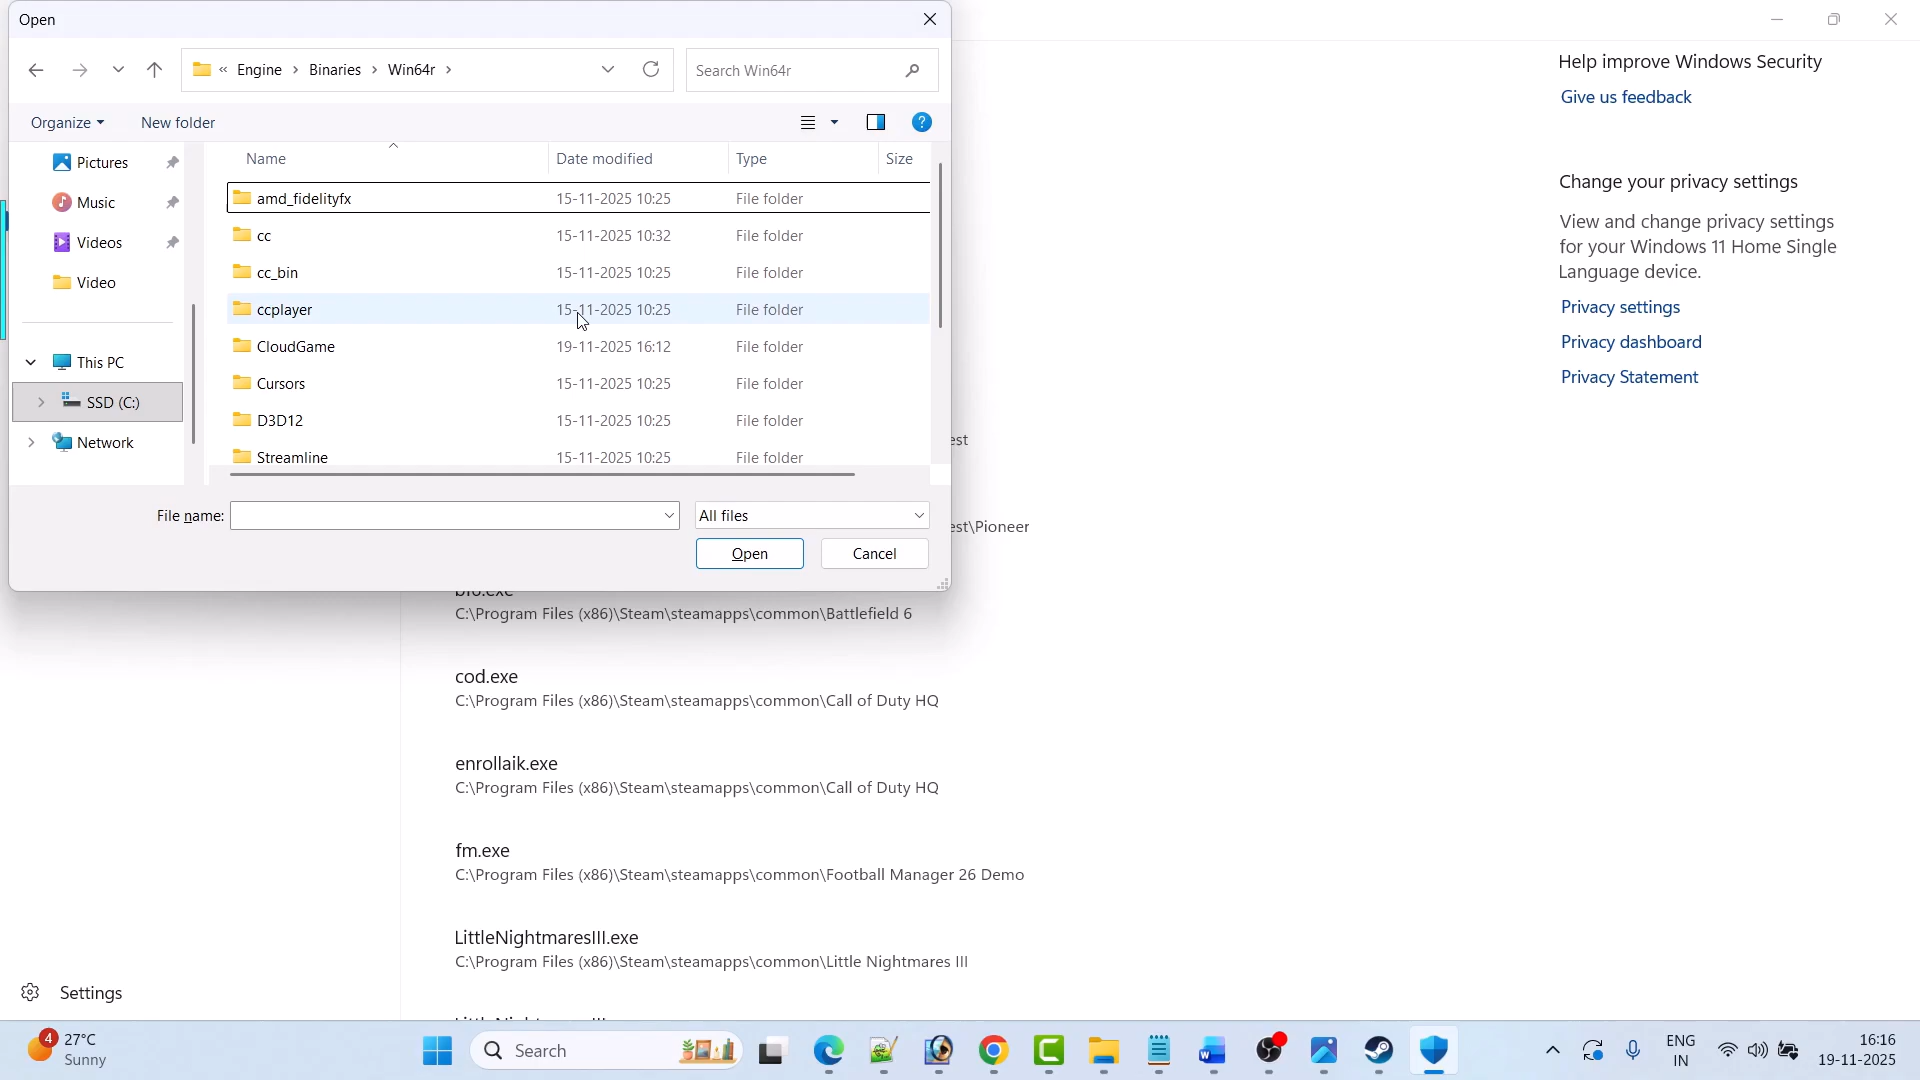 Open
« Engine > Binaries > Win64r >
Search Win64r
Organize
New folder
?
Pictures
Music
Videos
Video
This PC
SSD (C:)
Network
Name Date modified Type Size
amd_fidelityfx 15-11-2025 10:25 File folder
cc 15-11-2025 10:32 File folder
cc_bin 15-11-2025 10:25 File folder
ccplayer 15-11-2025 10:25 File folder
CloudGame 19-11-2025 16:12 File folder
Cursors 15-11-2025 10:25 File folder
D3D12 15-11-2025 10:25 File folder
Streamline 15-11-2025 10:25 File folder
File name:
All files
Open
Cancel
Help improve Windows Security
Give us feedback
Change your privacy settings
View and change privacy settings
for your Windows 11 Home Single
Language device.
Privacy settings
Privacy dashboard
Privacy Statement
est
est\Pioneer
C:\Program Files (x86)\Steam\steamapps\common\Battlefield 6
cod.exe
C:\Program Files (x86)\Steam\steamapps\common\Call of Duty HQ
enrollaik.exe
C:\Program Files (x86)\Steam\steamapps\common\Call of Duty HQ
fm.exe
C:\Program Files (x86)\Steam\steamapps\common\Football Manager 26 Demo
LittleNightmaresIII.exe
C:\Program Files (x86)\Steam\steamapps\common\Little Nightmares III
Settings
4
27°C
Sunny
Search
ENG
IN
16:16
19-11-2025